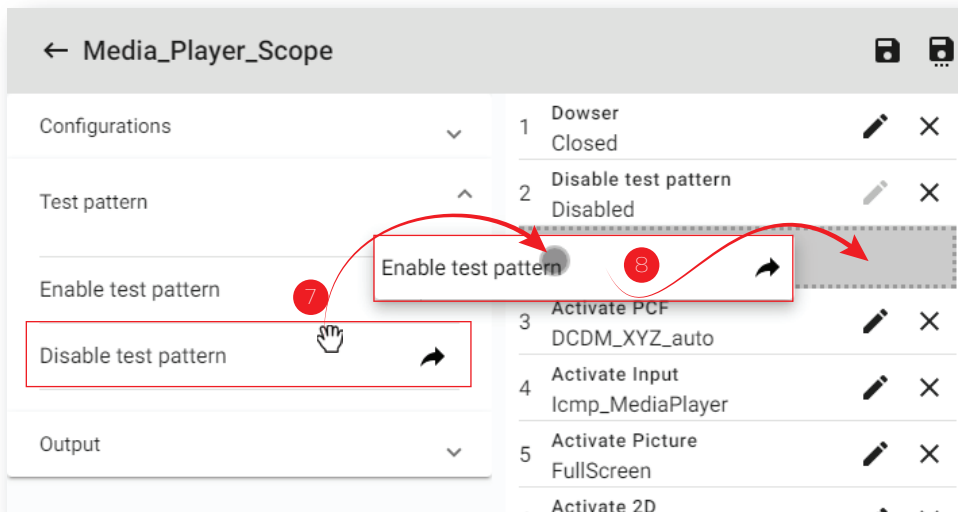 Media_Player_Scope
Configurations
Test pattern
Enable test pattern
Disable test pattern
Output
1 Dowser
Closed
2 Disable test pattern
Disabled
Enable test pattern
7
8
3 Activate PCF
DCDM_XYZ_auto
4 Activate Input
Icmp_MediaPlayer
5 Activate Picture
FullScreen
Activate 2D